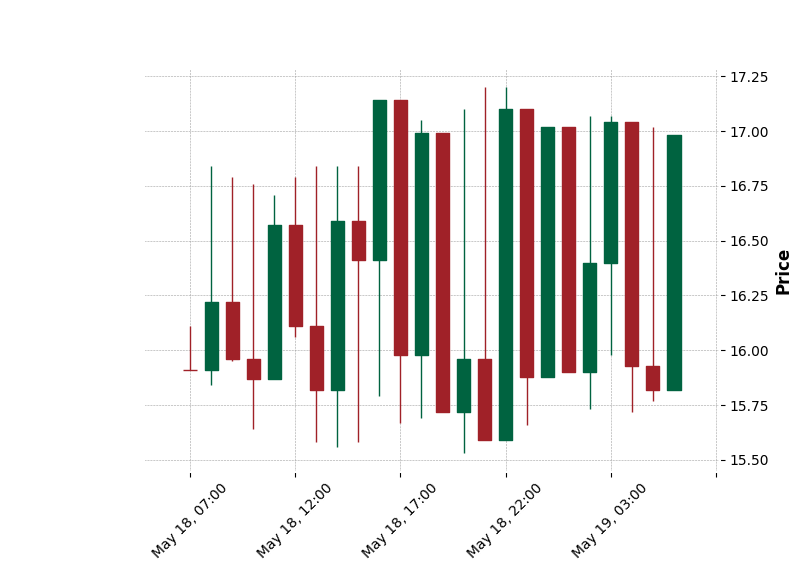 17.25
17.00
16.75
16.50
16.25
16.00
15.75
15.50
Price
May 18, 07:00
May 18, 12:00
May 18, 17:00
May 18, 22:00
May 19, 03:00